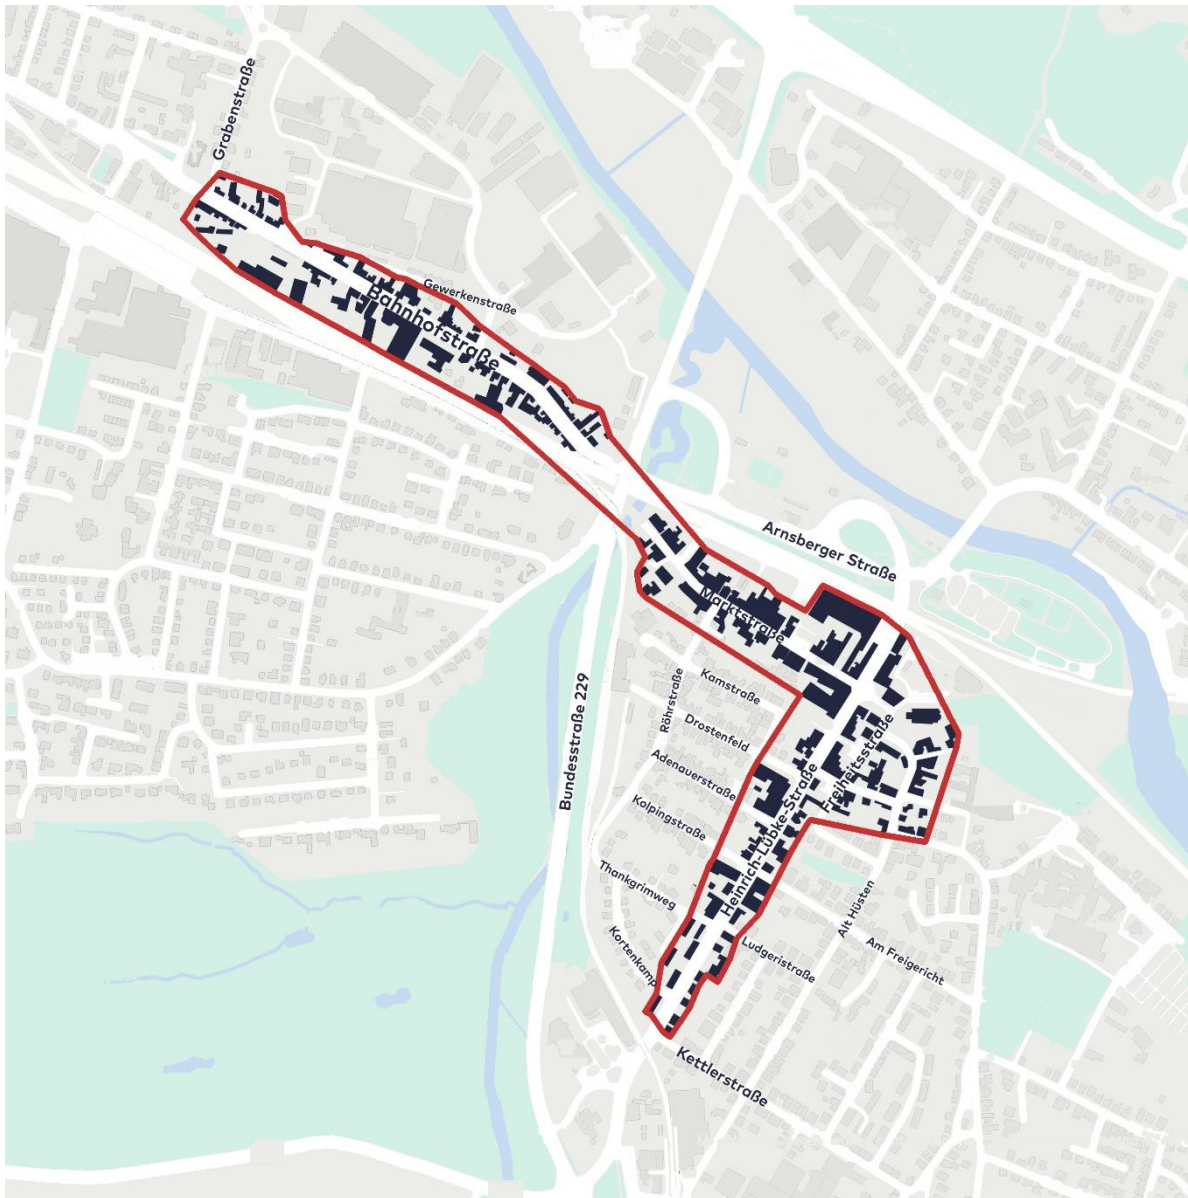 Grabenstraße
Gewerkenstraße
Bahnhofstraße
Arnsberger Straße
Marktstraße
Kamstraße
Röhrstraße
Drostenfeld
Bundesstraße 229
Adenauerstraße
Freiheitsstraße
Kolpingstraße
Heinrich-Lübke-Straße
Thankgrimweg
Alt Hüsten
Kortenkamp
Ludgeristraße
Am Freigericht
Kettlerstraße